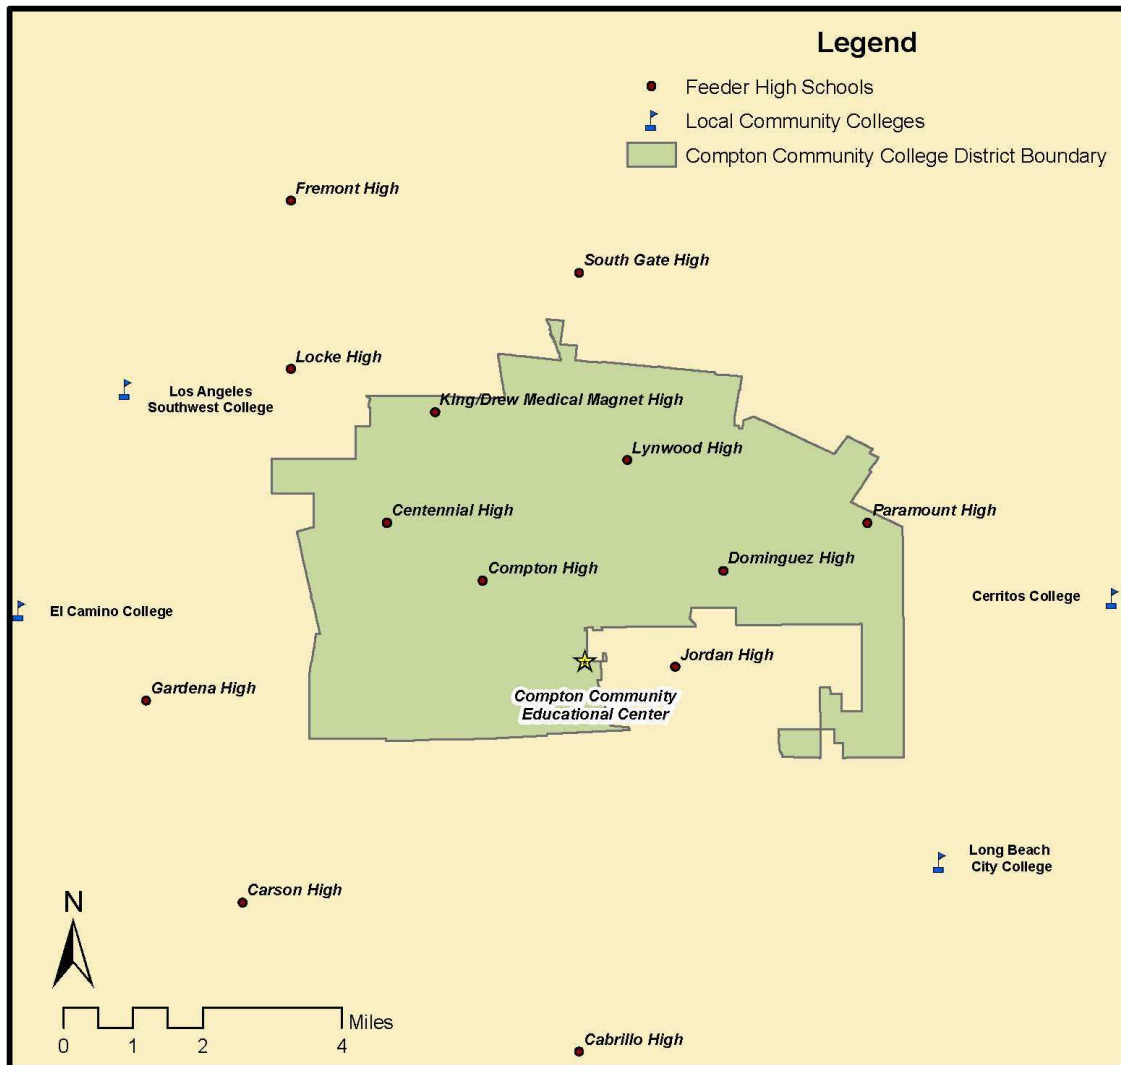 Legend
Feeder High Schools
Local Community Colleges
Compton Community College District Boundary
Fremont High
South Gate High
Locke High
Los Angeles
Southwest College
King/Drew Medical Magnet High
Lynwood High
Centennial High
Paramount High
Compton High
Dominguez High
El Camino College
Cerritos College
Jordan High
Gardena High
Compton Community
Educational Center
Long Beach
City College
Carson High
N
Miles
0 1 2 4
Cabrillo High